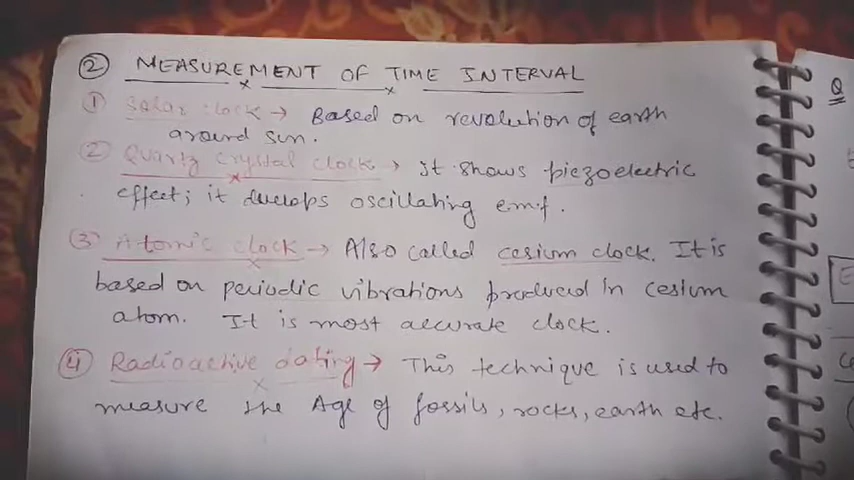 ② MEASUREMENT OF TIME INTERVAL
① Solar clock → Based on revolution of earth
around sun.
② Quartz crystal clock → it shows piezoelectric
effect; it develops oscillating emf.
③ Atomic clock → Also called cesium clock. It is
based on periodic vibrations produced in cesium
atom. It is most accurate clock.
④ Radioactive dating → This technique is used to
measure the Age of fossils, rocks, earth etc.
Q